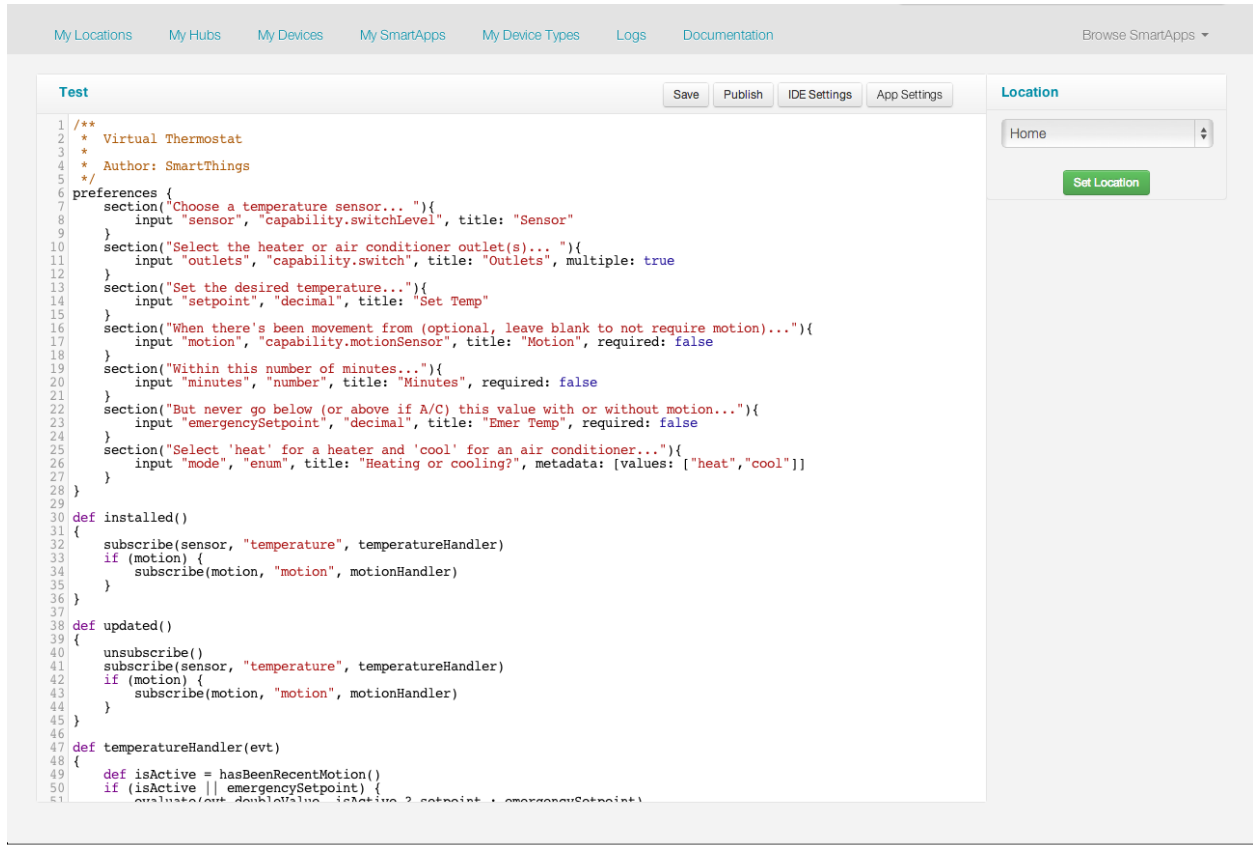 My Locations My Hubs My Devices My SmartApps My Device Types Logs Documentation Browse SmartApps
Test Save Publish IDE Settings App Settings
Location
Home
Set Location
1 /**
2  *  Virtual Thermostat
3  *
4  *  Author: SmartThings
5  */
6 preferences {
7     section("Choose a temperature sensor... "){
8         input "sensor", "capability.switchLevel", title: "Sensor"
9     }
10     section("Select the heater or air conditioner outlet(s)... "){
11         input "outlets", "capability.switch", title: "Outlets", multiple: true
12     }
13     section("Set the desired temperature..."){
14         input "setpoint", "decimal", title: "Set Temp"
15     }
16     section("When there's been movement from (optional, leave blank to not require motion)..."){
17         input "motion", "capability.motionSensor", title: "Motion", required: false
18     }
19     section("Within this number of minutes..."){
20         input "minutes", "number", title: "Minutes", required: false
21     }
22     section("But never go below (or above if A/C) this value with or without motion..."){
23         input "emergencySetpoint", "decimal", title: "Emer Temp", required: false
24     }
25     section("Select 'heat' for a heater and 'cool' for an air conditioner..."){
26         input "mode", "enum", title: "Heating or cooling?", metadata: [values: ["heat","cool"]]
27     }
28 }
29
30 def installed()
31 {
32     subscribe(sensor, "temperature", temperatureHandler)
33     if (motion) {
34         subscribe(motion, "motion", motionHandler)
35     }
36 }
37
38 def updated()
39 {
40     unsubscribe()
41     subscribe(sensor, "temperature", temperatureHandler)
42     if (motion) {
43         subscribe(motion, "motion", motionHandler)
44     }
45 }
46
47 def temperatureHandler(evt)
48 {
49     def isActive = hasBeenRecentMotion()
50     if (isActive || emergencySetpoint) {
51         evaluate(evt.doubleValue, isActive ? setpoint : emergencySetpoint)